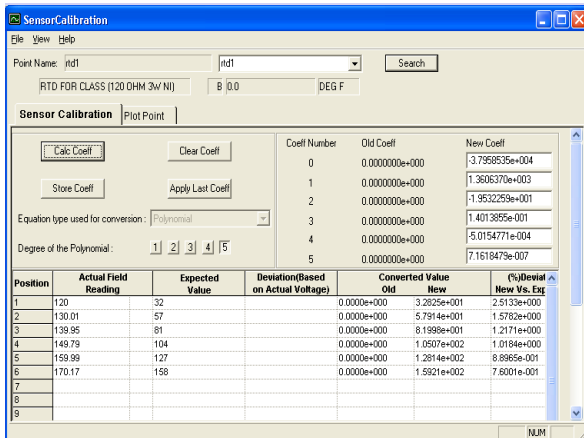 SensorCalibration
File View Help
Point Name: rtd1 rtd1 Search
RTD FOR CLASS (120 OHM 3W NI) B 0.0 DEG F
Sensor Calibration Plot Point
Calc Coeff Clear Coeff
Store Coeff Apply Last Coeff
Equation type used for conversion : Polynomial
Degree of the Polynomial : 1 2 3 4 5
Coeff Number Old Coeff New Coeff
0 0.0000000e+000 -3.7958535e+004
1 0.0000000e+000 1.3606370e+003
2 0.0000000e+000 -1.9532259e+001
3 0.0000000e+000 1.4013855e-001
4 0.0000000e+000 -5.0154771e-004
5 0.0000000e+000 7.1618479e-007
Position Actual Field Reading Expected Value Deviation(Based on Actual Voltage) Converted Value Old New (%)Deviat New Vs. Exp
1 120 32 0.0000e+000 3.2825e+001 2.5133e+000
2 130.01 57 0.0000e+000 5.7914e+001 1.5782e+000
3 139.95 81 0.0000e+000 8.1998e+001 1.2171e+000
4 149.79 104 0.0000e+000 1.0507e+002 1.0184e+000
5 159.99 127 0.0000e+000 1.2814e+002 8.8965e-001
6 170.17 158 0.0000e+000 1.5921e+002 7.6001e-001
7
8
9
NUM